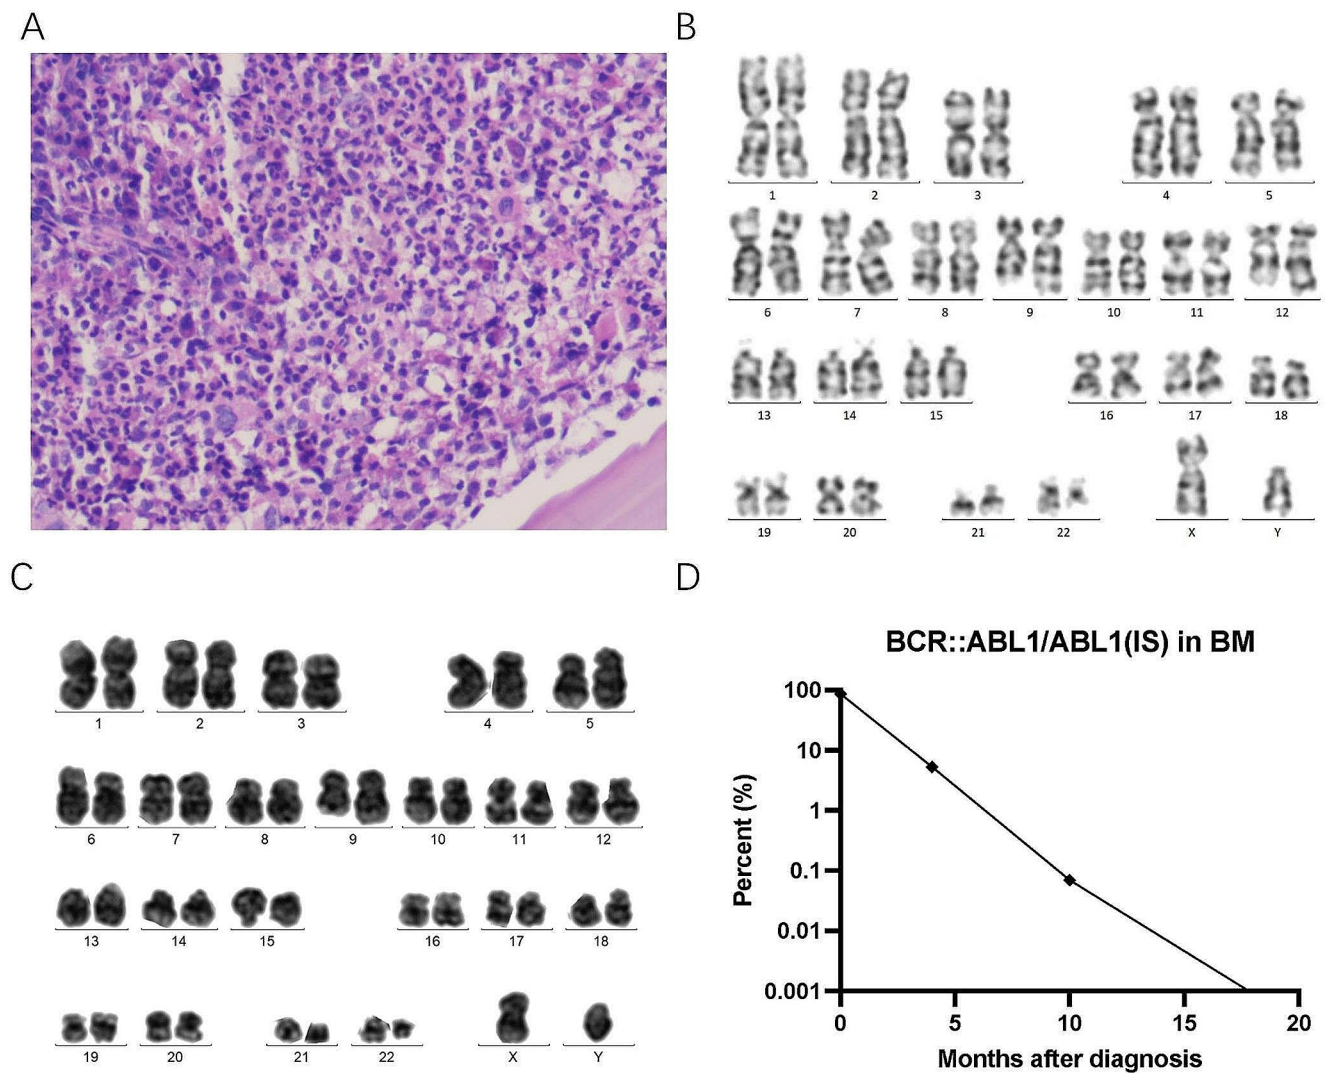 A
B
1 2 3 4 5
6 7 8 9 10 11 12
13 14 15 16 17 18
19 20 21 22 X Y
C
1 2 3 4 5
6 7 8 9 10 11 12
13 14 15 16 17 18
19 20 21 22 X Y
D
BCR::ABL1/ABL1(IS) in BM
Percent (%)
100
10
1
0.1
0.01
0.001
0 5 10 15 20
Months after diagnosis